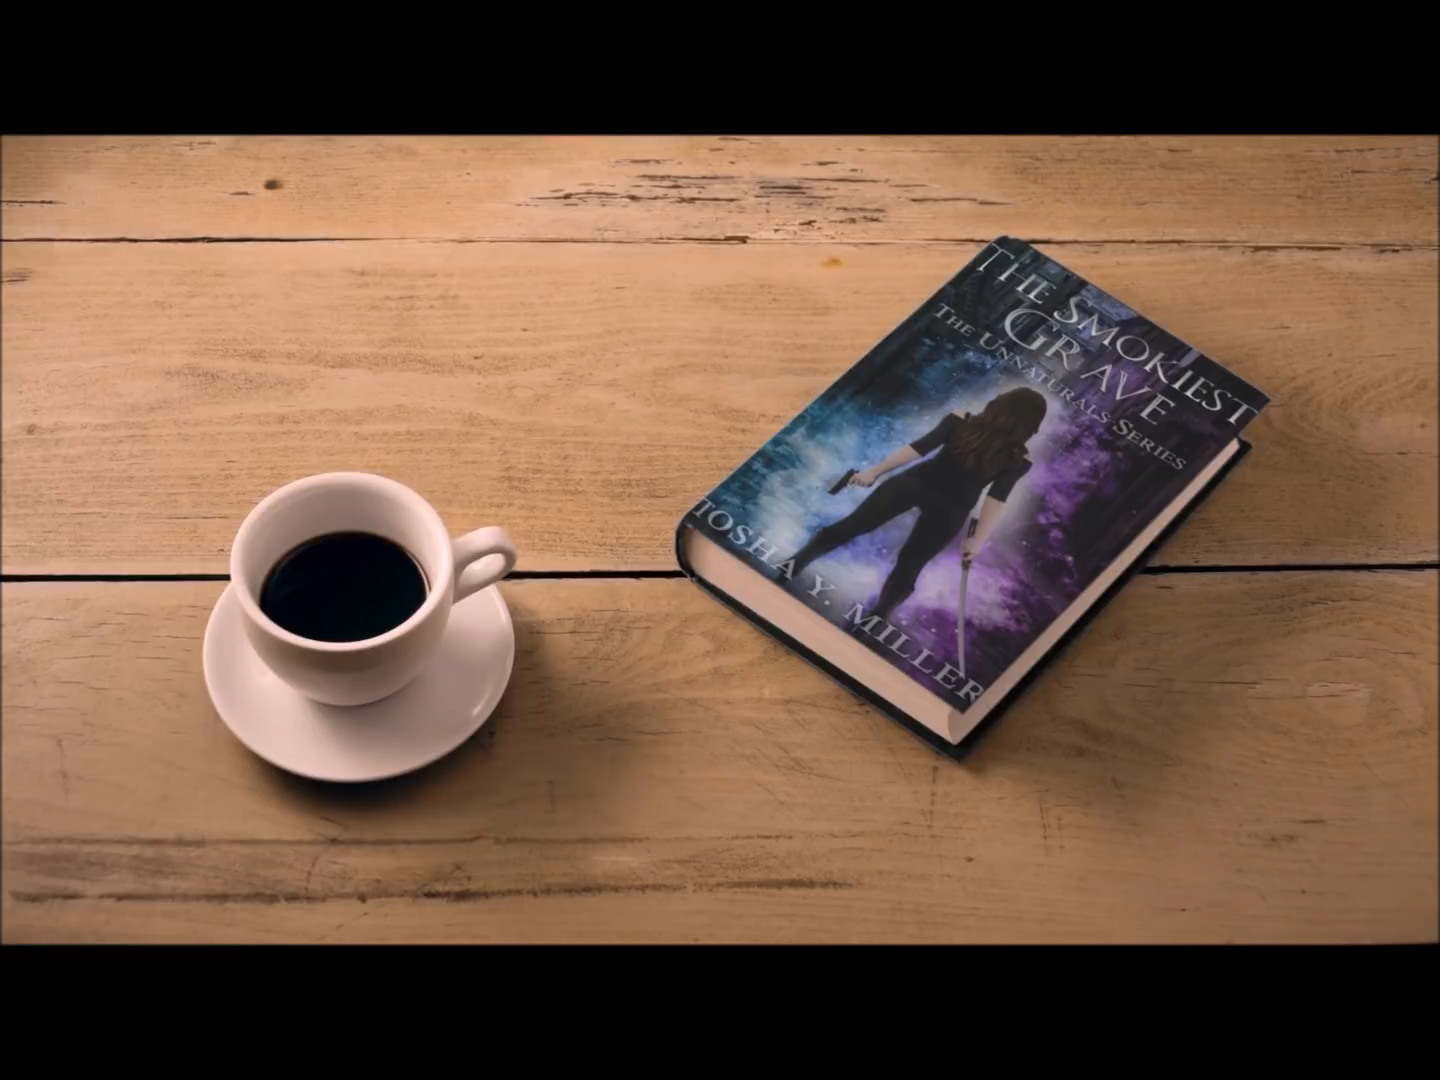 THE SMOKIEST
GRAVE
THE UNNATURALS SERIES
TOSHA Y. MILLER